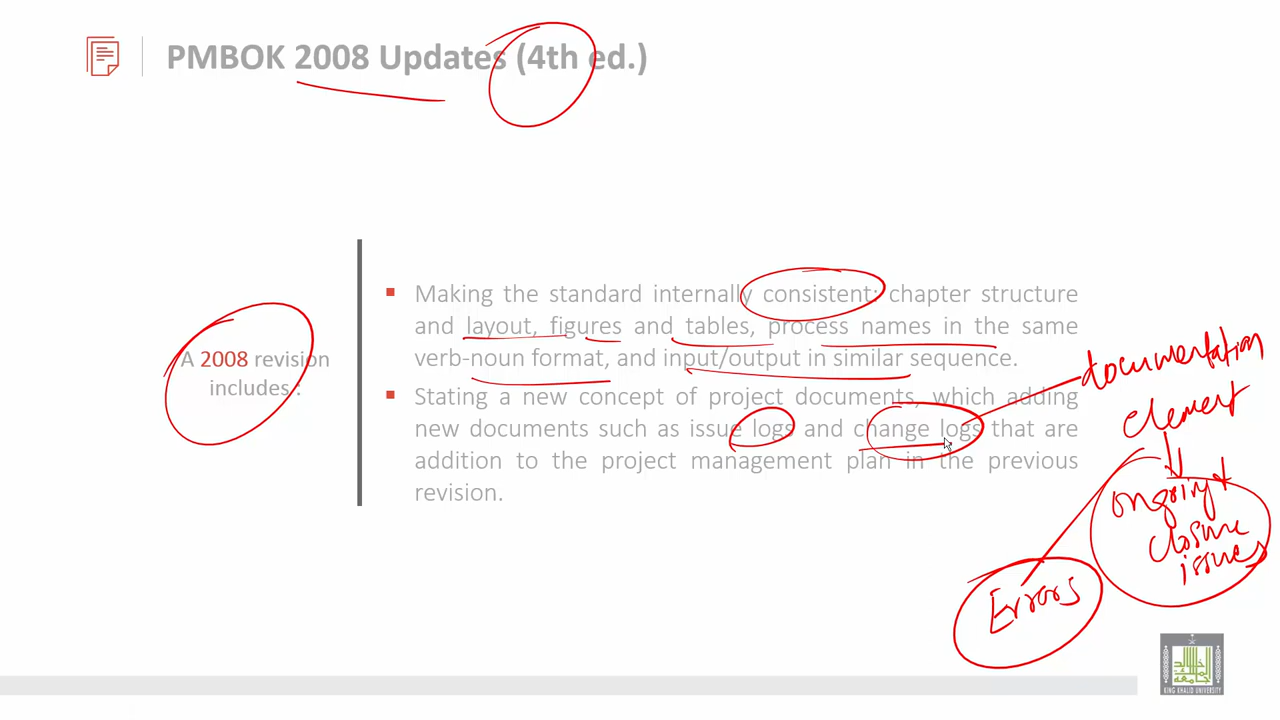 PMBOK 2008 Updates (4th ed.)
A 2008 revision
includes :
▪ Making the standard internally consistent; chapter structure
and layout, figures and tables, process names in the same
verb-noun format, and input/output in similar sequence.
▪ Stating a new concept of project documents, which adding
new documents such as issue logs and change logs that are
addition to the project management plan in the previous
revision.
documentation
element
ongoing +
closure
issues
Errors
KING KHALID UNIVERSITY